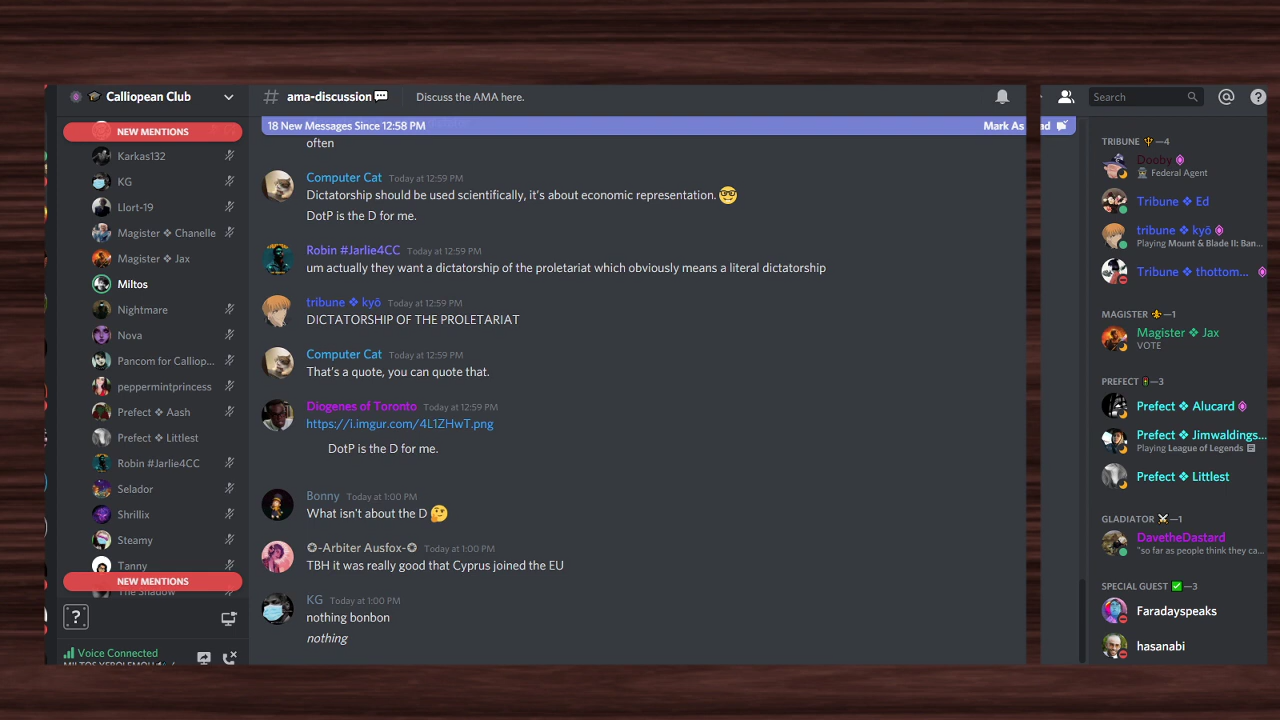 Calliopean Club
NEW MENTIONS
Karkas132
KG
Llort-19
Magister ❖ Chanelle
Magister ❖ Jax
Miltos
Nightmare
Nova
Pancom for Calliop...
peppermintprincess
Prefect ❖ Aash
Prefect ❖ Littlest
Robin #Jarlie4CC
Selador
Shrillix
Steamy
Tanny
NEW MENTIONS
The Shadow
?
Voice Connected
# ama-discussion Discuss the AMA here.
18 New Messages Since 12:58 PM Mark As
often
Computer Cat Today at 12:59 PM
Dictatorship should be used scientifically, it's about economic representation. 🤓
DotP is the D for me.
Robin #Jarlie4CC Today at 12:59 PM
um actually they want a dictatorship of the proletariat which obviously means a literal dictatorship
tribune ❖ kyō Today at 12:59 PM
DICTATORSHIP OF THE PROLETARIAT
Computer Cat Today at 12:59 PM
That's a quote, you can quote that.
Diogenes of Toronto Today at 12:59 PM
https://i.imgur.com/4L1ZHwT.png
DotP is the D for me.
Bonny Today at 1:00 PM
What isn't about the D 🤔
✪-Arbiter Ausfox-✪ Today at 1:00 PM
TBH it was really good that Cyprus joined the EU
KG Today at 1:00 PM
nothing bonbon
nothing
Search @ ?
ad
TRIBUNE 🔱—4
Dooby
Federal Agent
Tribune ❖ Ed
tribune ❖ kyō
Playing Mount & Blade II: Ban...
Tribune ❖ thottom...
MAGISTER ⚜—1
Magister ❖ Jax
VOTE
PREFECT —3
Prefect ❖ Alucard
Prefect ❖ Jimwaldings...
Playing League of Legends
Prefect ❖ Littlest
GLADIATOR ⚔—1
DavetheDastard
"so far as people think they ca...
SPECIAL GUEST ✅—3
Faradayspeaks
hasanabi